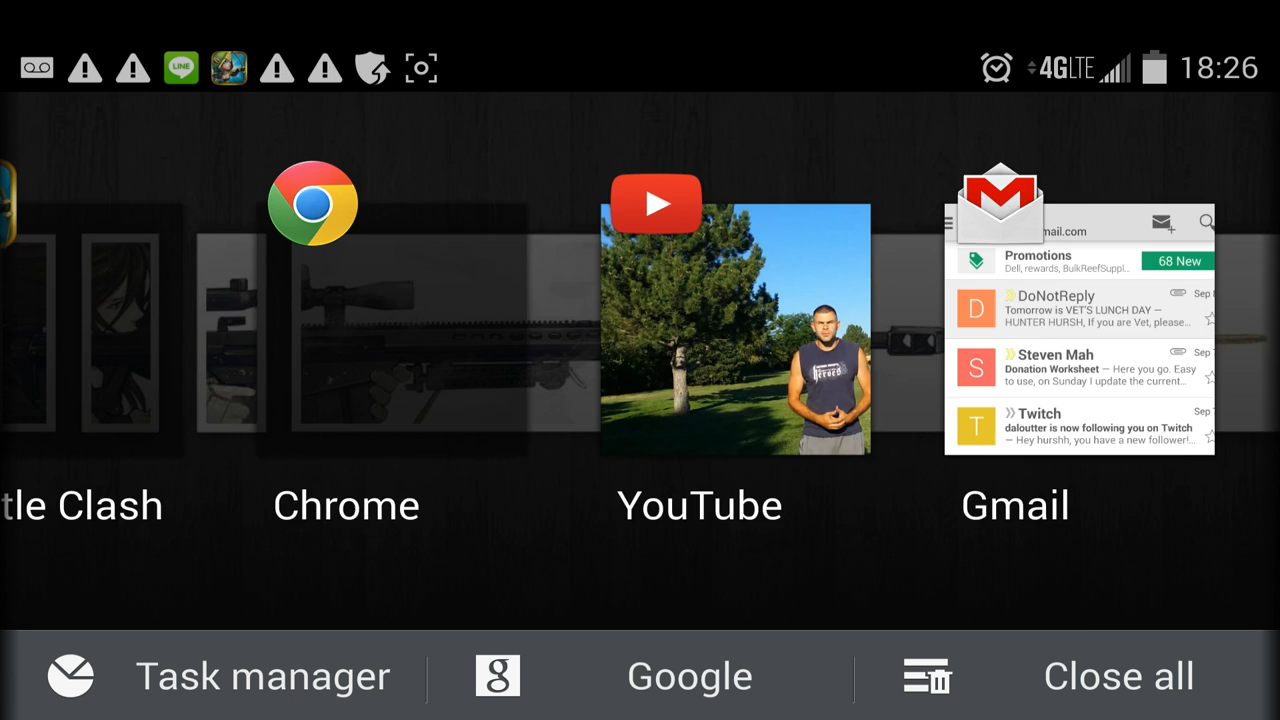 LINE
4GLTE
18:26
mail.com
Promotions
Dell, rewards, BulkReefSuppl...
68 New
D
DoNotReply
Sep
Tomorrow is VET'S LUNCH DAY –
HUNTER HURSH, If you are Vet, please...
S
Steven Mah
Sep
Donation Worksheet – Here you go. Easy
to use, on Sunday I update the current...
T
Twitch
Sep
daloutter is now following you on Twitch
– Hey hurshh, you have a new follower!...
tle Clash
Chrome
YouTube
Gmail
Task manager
g
Google
Close all